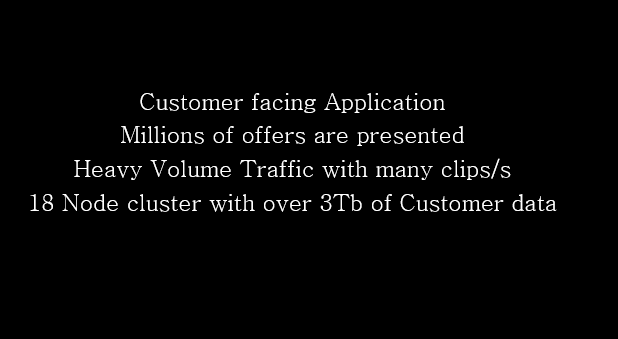 Customer facing Application
Millions of offers are presented
Heavy Volume Traffic with many clips/s
18 Node cluster with over 3Tb of Customer data